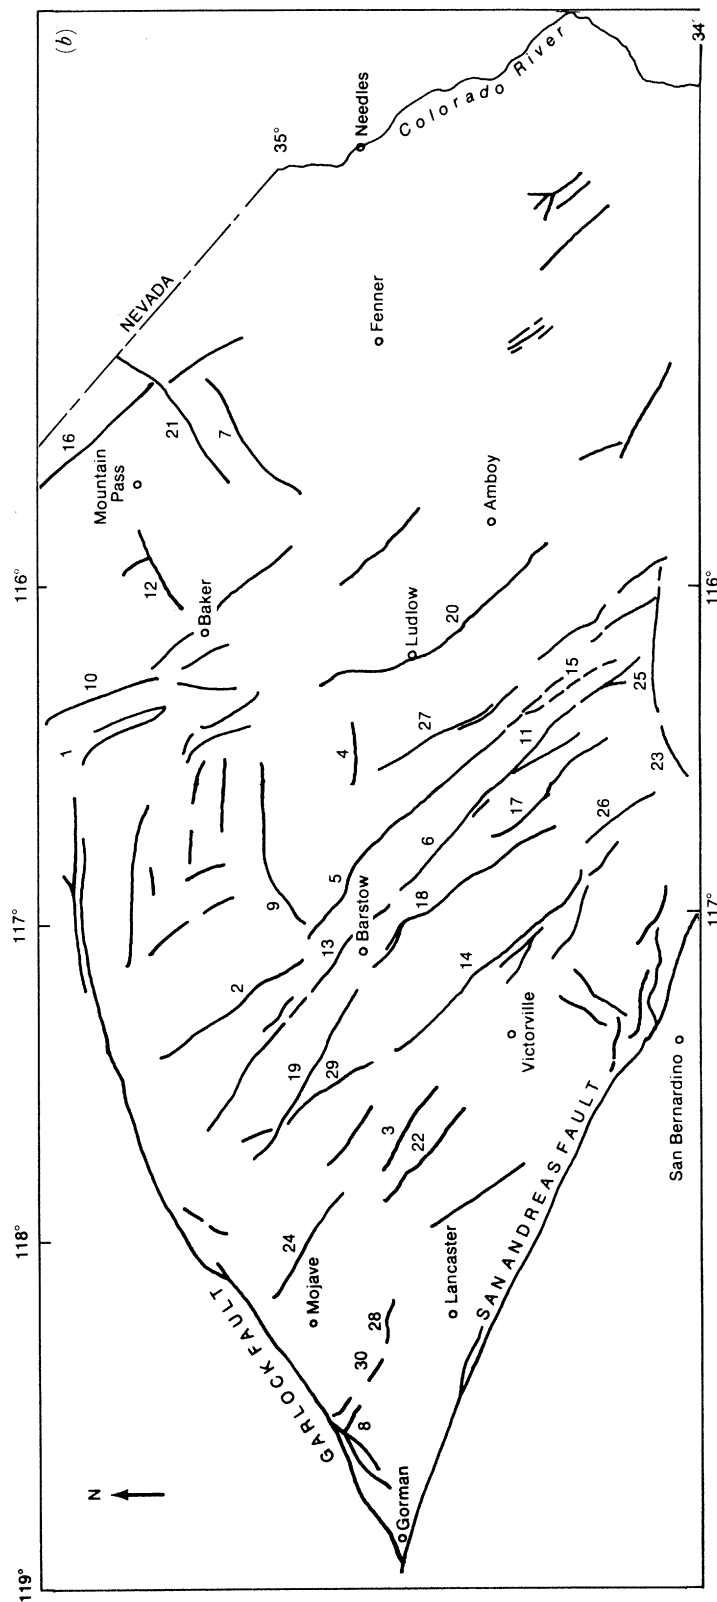 119°
118°
117°
116°
(b)
N
NEVADA
35°
Needles
Colorado River
Mountain
Pass
16
21
7
12
Baker
10
1
Fenner
Amboy
Ludlow
20
4
27
15
25
11
23
17
26
6
5
18
9
13
Barstow
2
14
Victorville
19
29
3
22
24
Mojave
28
30
8
GARLOCK FAULT
Lancaster
SAN ANDREAS FAULT
San Bernardino
Gorman
117°
116°
34'